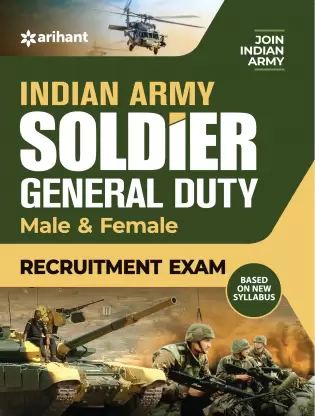 arihant
JOIN
INDIAN
ARMY
INDIAN ARMY
SOLDIER
GENERAL DUTY
Male & Female
RECRUITMENT EXAM
BASED
ON NEW
SYLLABUS